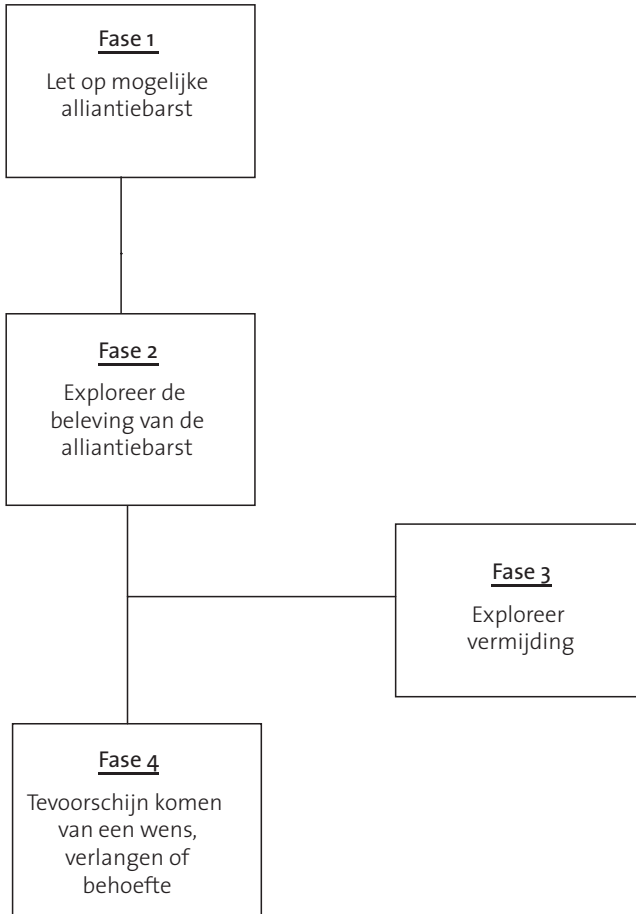 Fase 1
Let op mogelijke
alliantiebarst
Fase 2
Exploreer de
beleving van de
alliantiebarst
Fase 3
Exploreer
vermijding
Fase 4
Tevoorschijn komen
van een wens,
verlangen of
behoefte